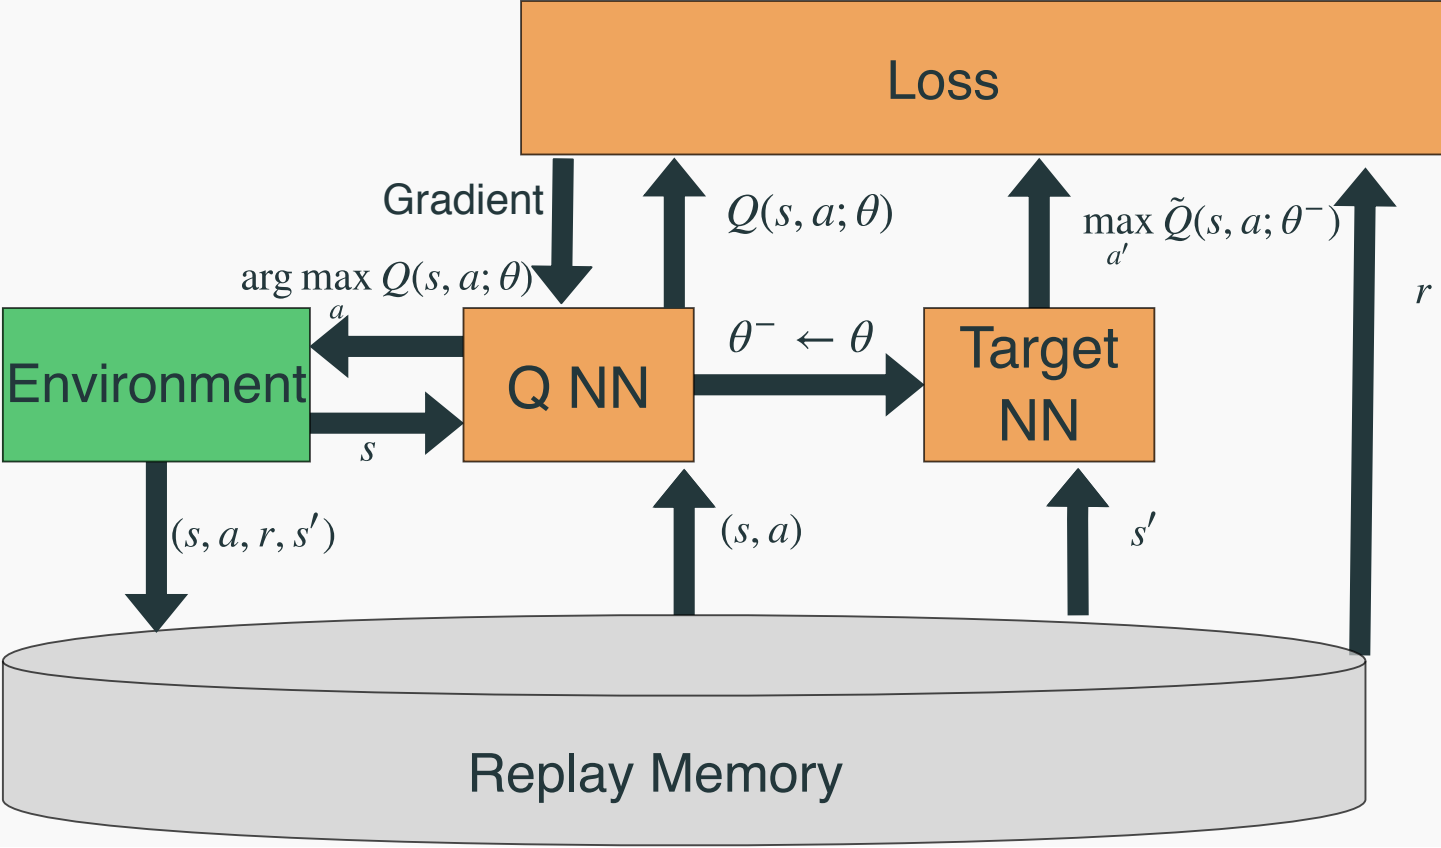 Loss
Gradient
Q(s, a; θ)
max Q̃(s, a; θ⁻)
a′
r
arg max Q(s, a; θ)
a
θ⁻ ← θ
Environment
Q NN
Target
NN
s
(s, a, r, s′)
(s, a)
s′
Replay Memory